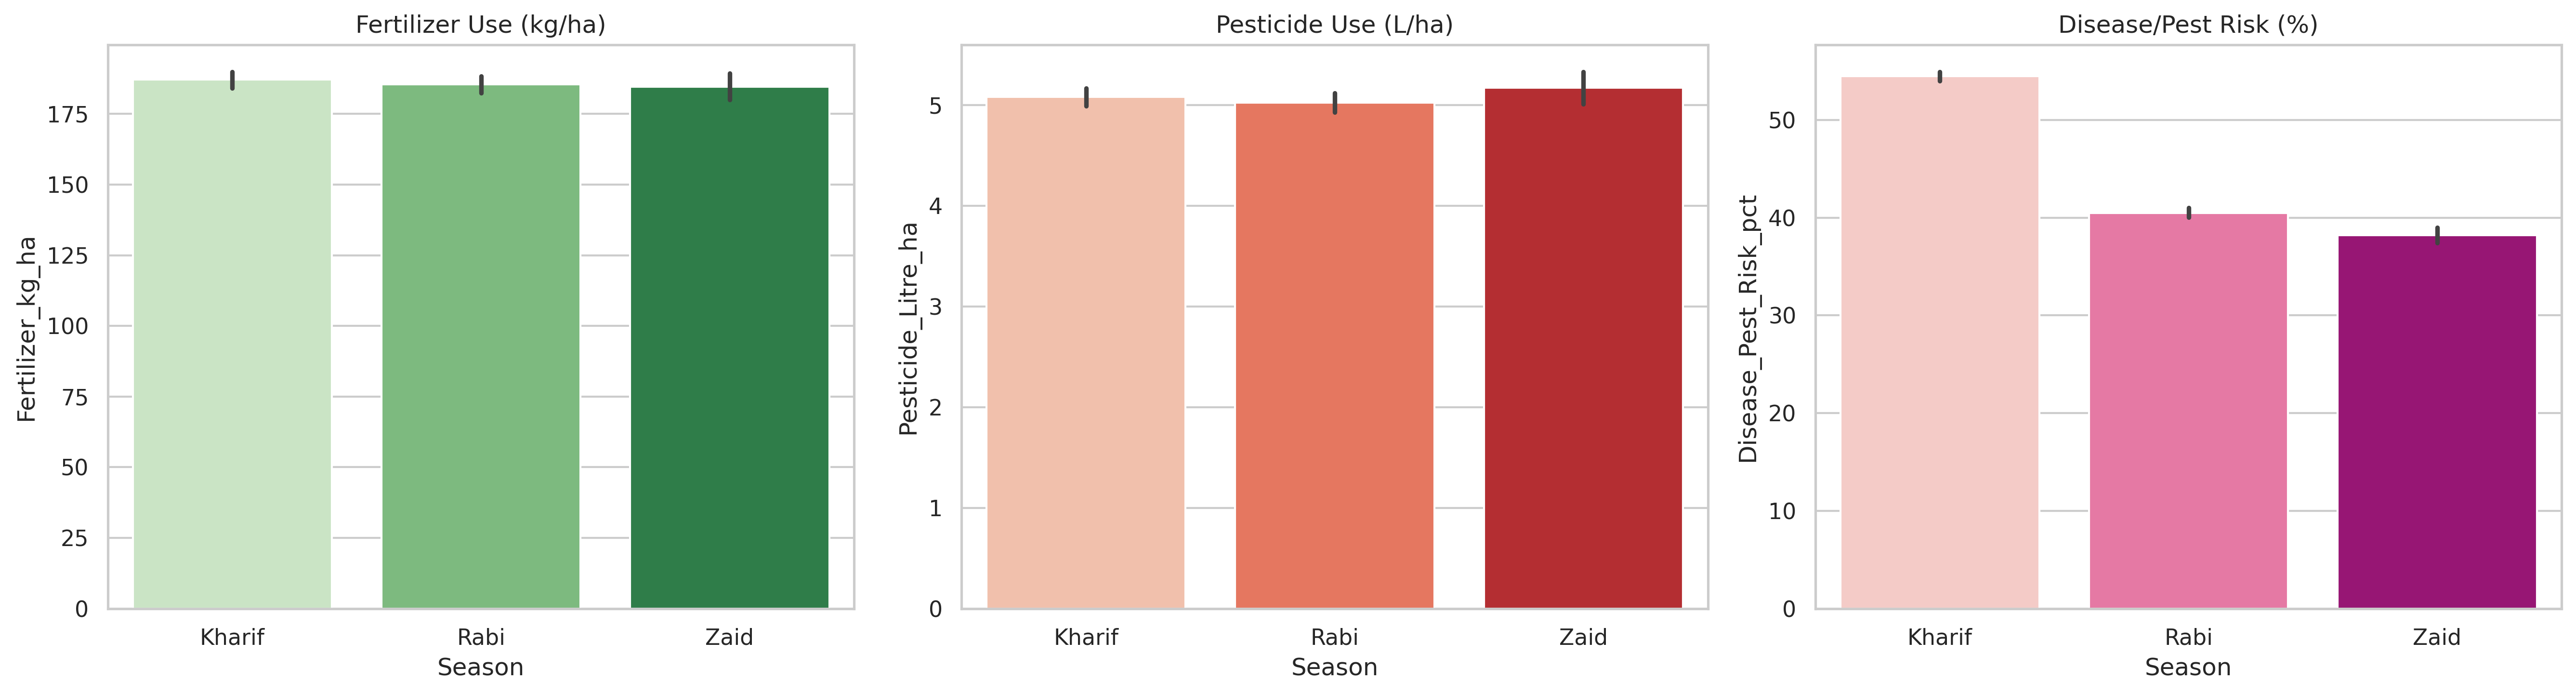 Fertilizer Use (kg/ha)
Fertilizer_kg_ha
175
150
125
100
75
50
25
0
Kharif Rabi Zaid
Season
Pesticide Use (L/ha)
Pesticide_Litre_ha
5
4
3
2
1
0
Kharif Rabi Zaid
Season
Disease/Pest Risk (%)
Disease_Pest_Risk_pct
50
40
30
20
10
0
Kharif Rabi Zaid
Season